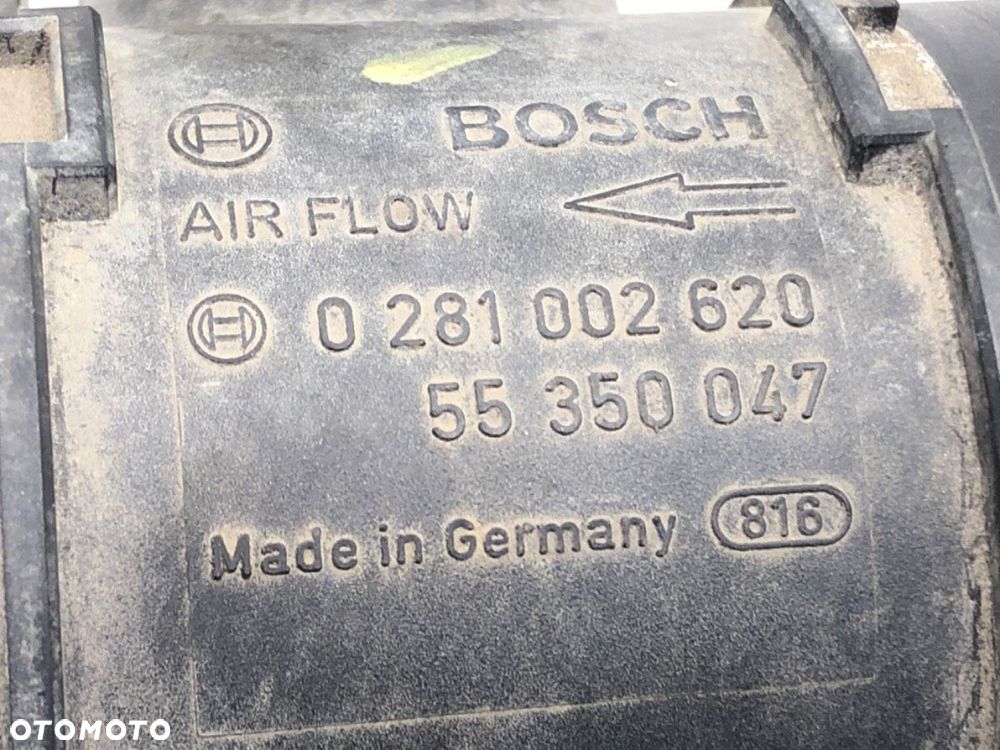 BOSCH
AIR FLOW
0 281 002 620
55 350 047
Made in Germany 816
OTOMOTO